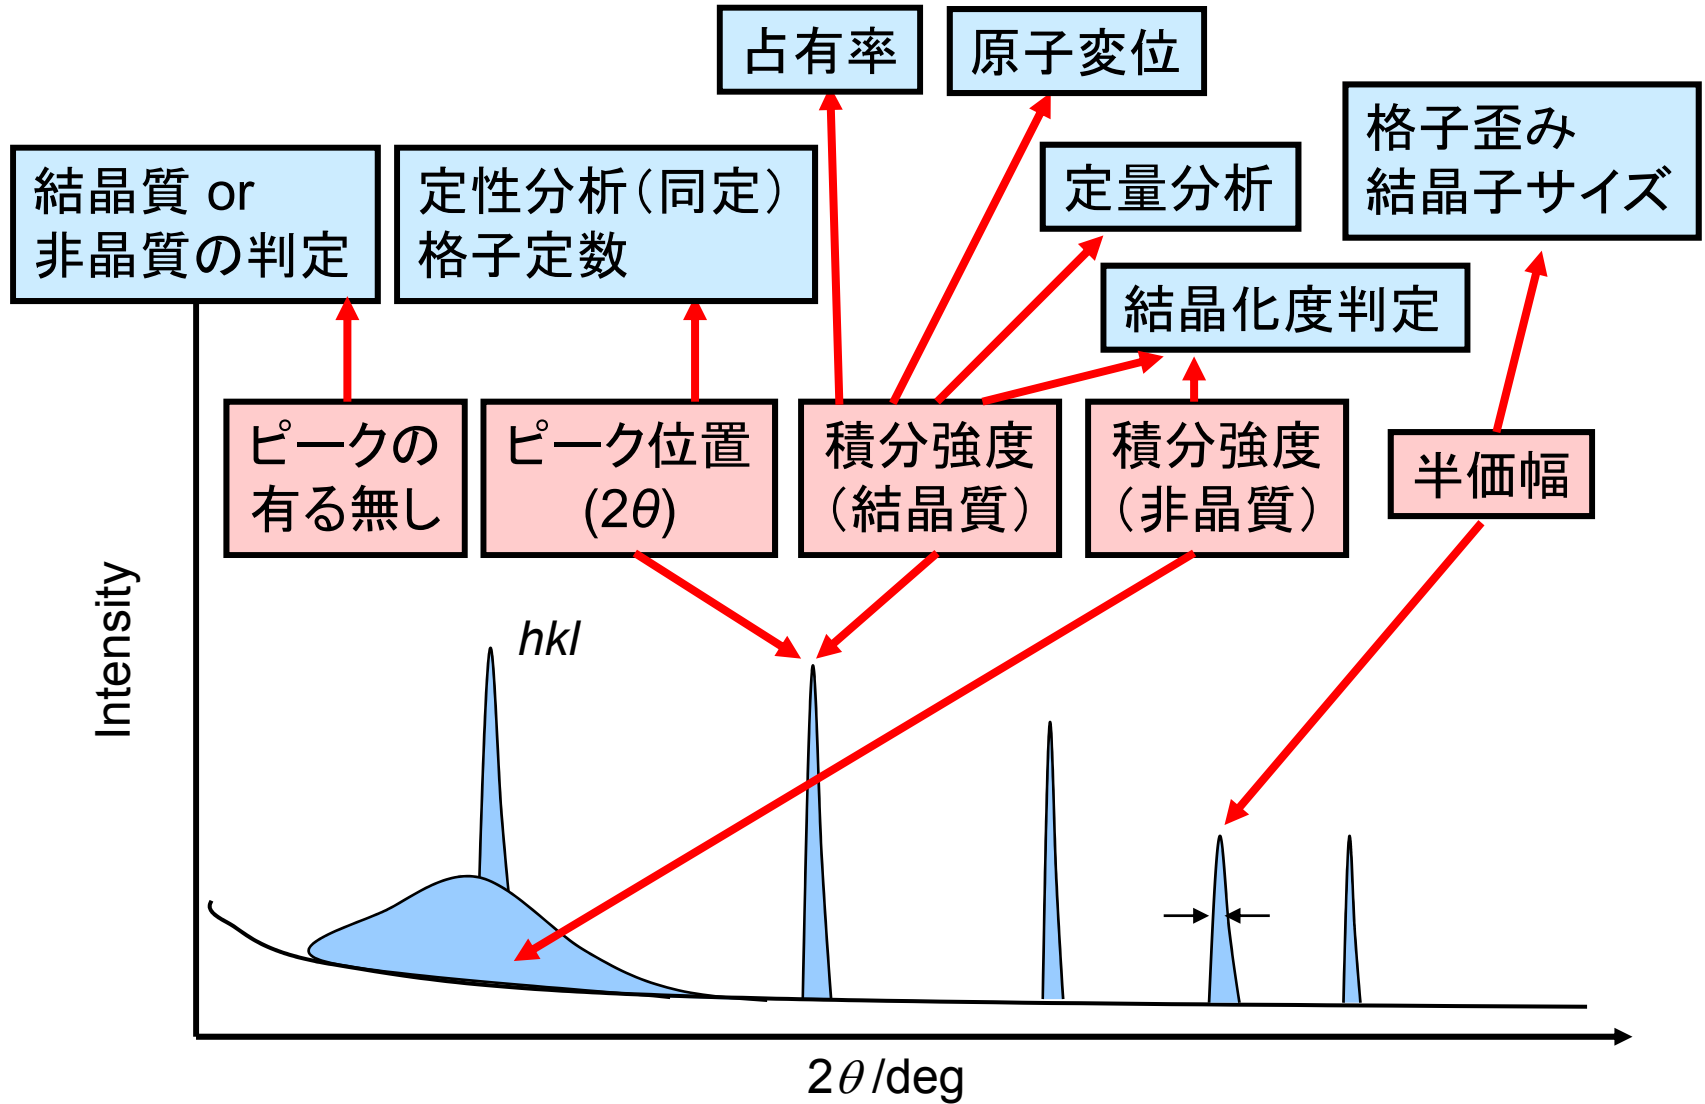 占有率
原子変位
格子歪み
結晶子サイズ
結晶質 or
非晶質の判定
定性分析（同定）
格子定数
定量分析
結晶化度判定
ピークの
有る無し
ピーク位置
(2θ)
積分強度
（結晶質）
積分強度
（非晶質）
半価幅
hkl
Intensity
2θ /deg